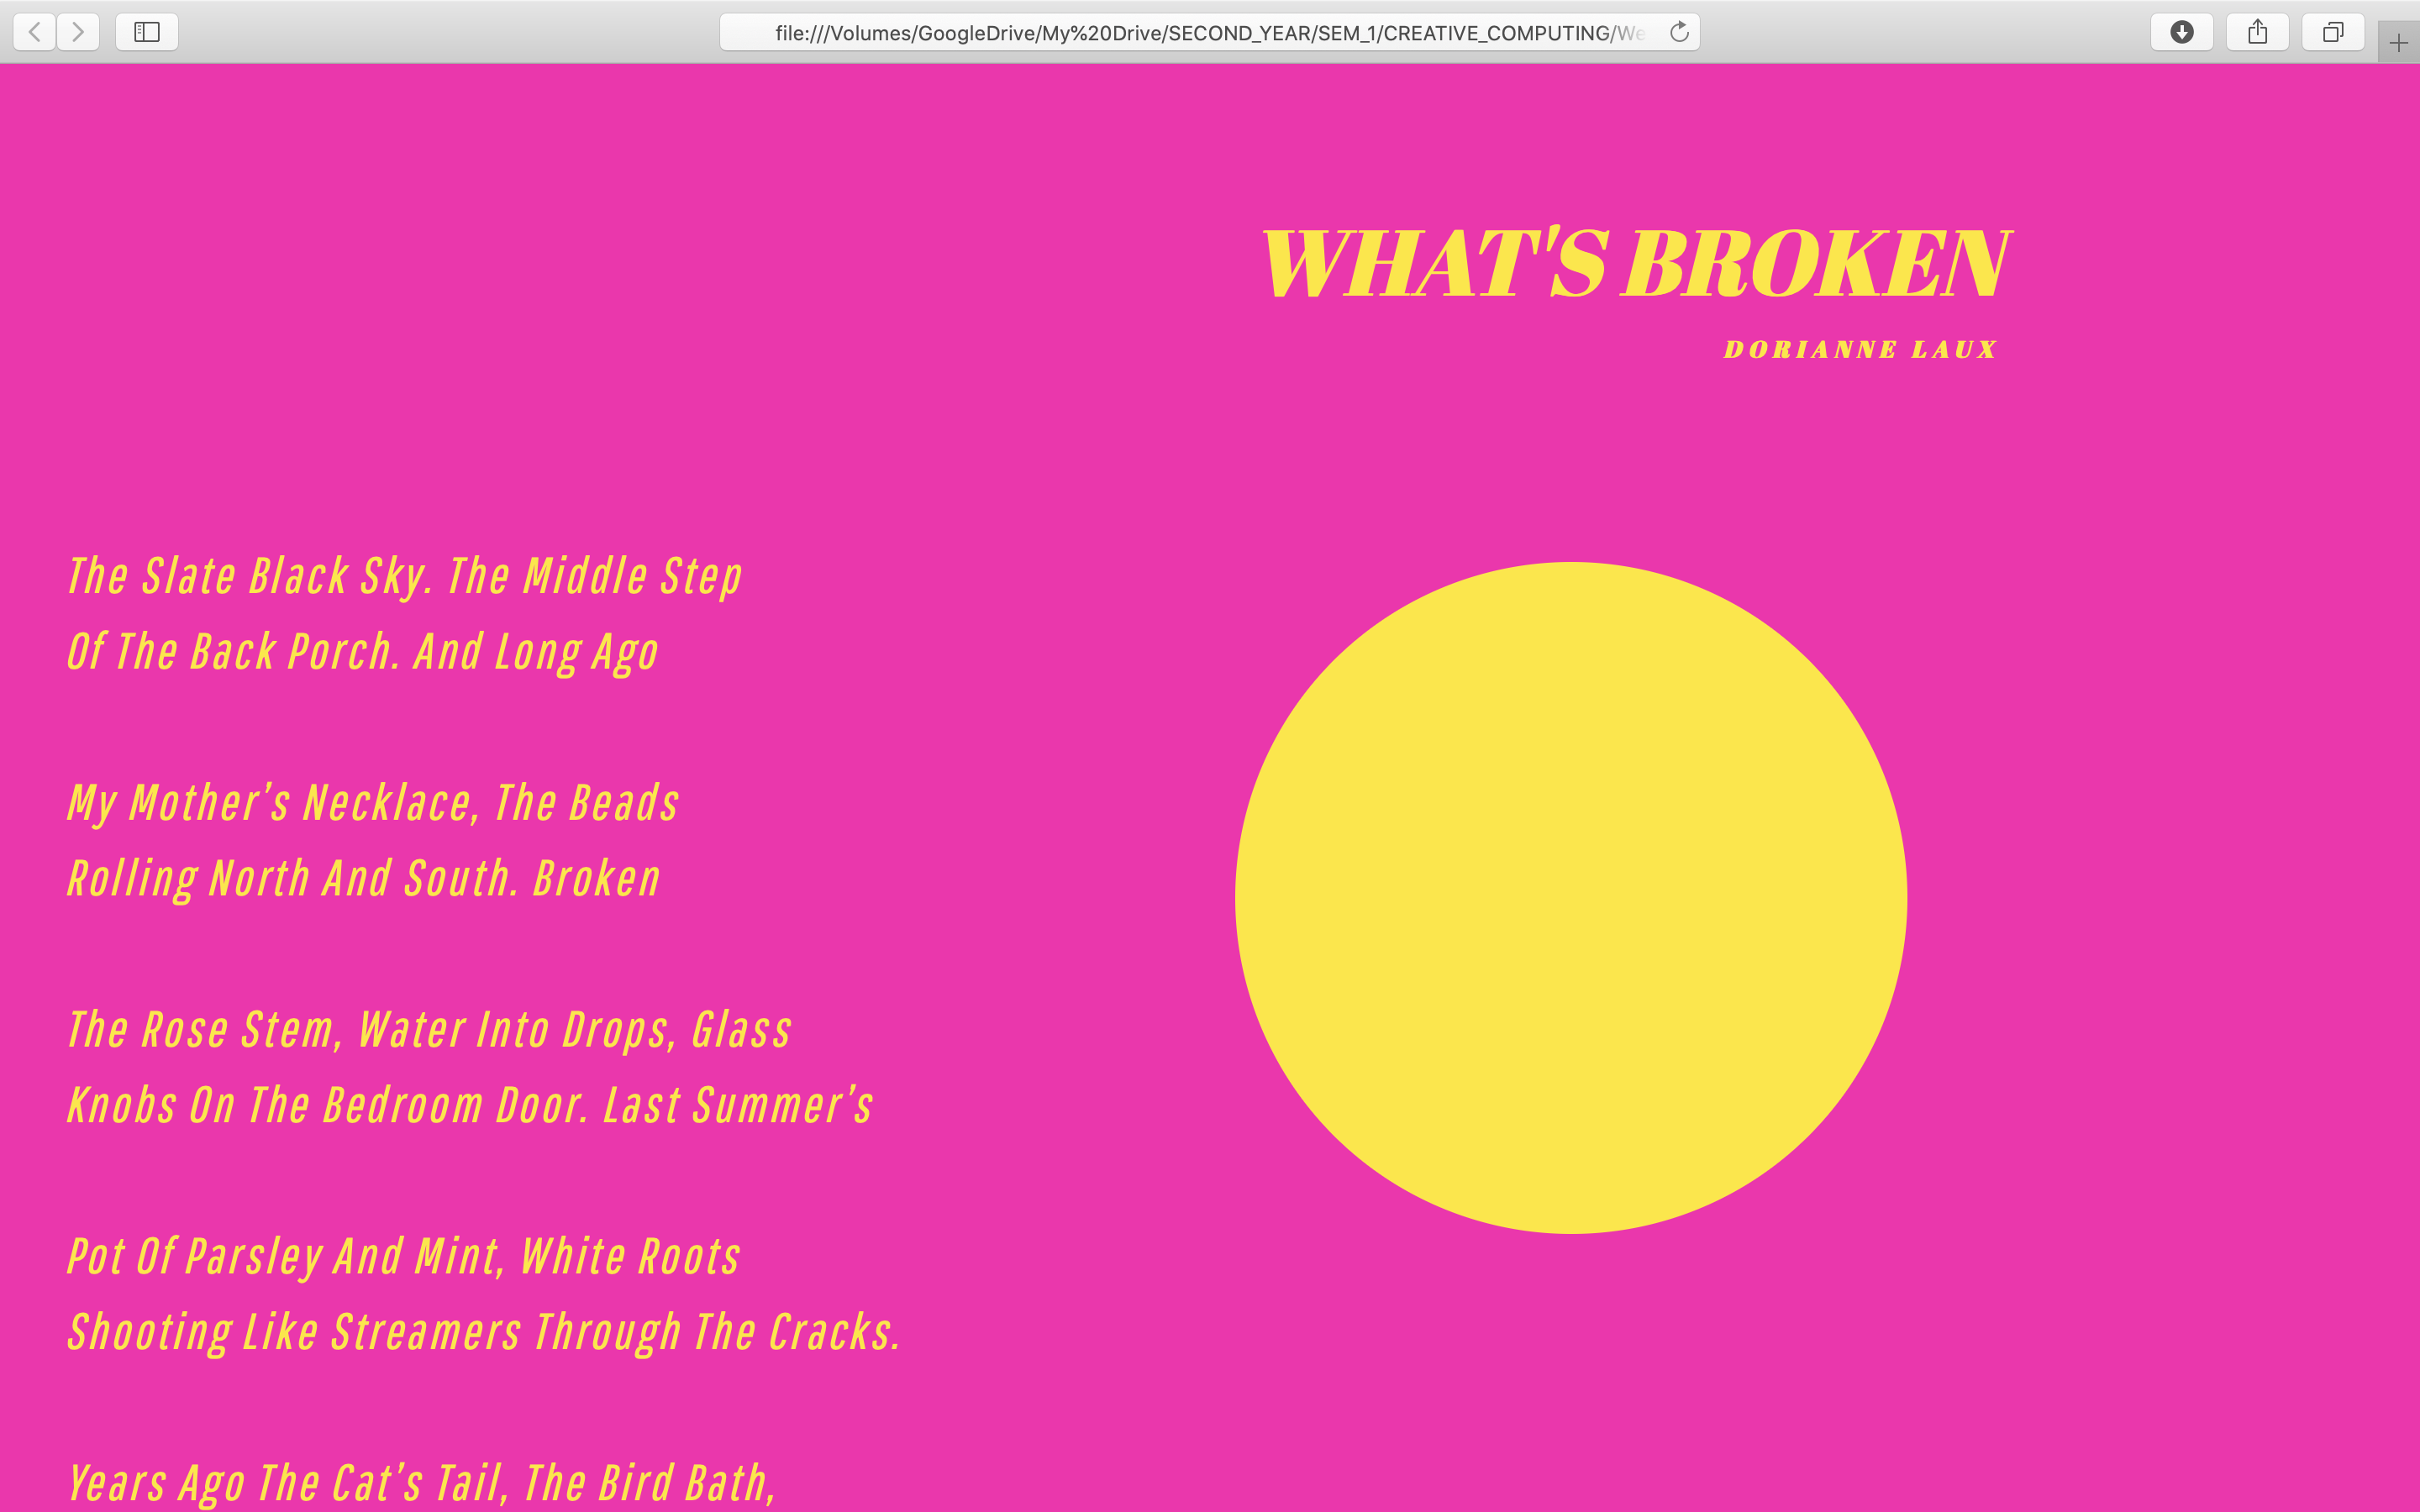 file:///Volumes/GoogleDrive/My%20Drive/SECOND_YEAR/SEM_1/CREATIVE_COMPUTING/We
WHAT'S BROKEN
DORIANNE LAUX
The Slate Black Sky. The Middle Step
Of The Back Porch. And Long Ago
My Mother’s Necklace, The Beads
Rolling North And South. Broken
The Rose Stem, Water Into Drops, Glass
Knobs On The Bedroom Door. Last Summer’s
Pot Of Parsley And Mint, White Roots
Shooting Like Streamers Through The Cracks.
Years Ago The Cat’s Tail, The Bird Bath,